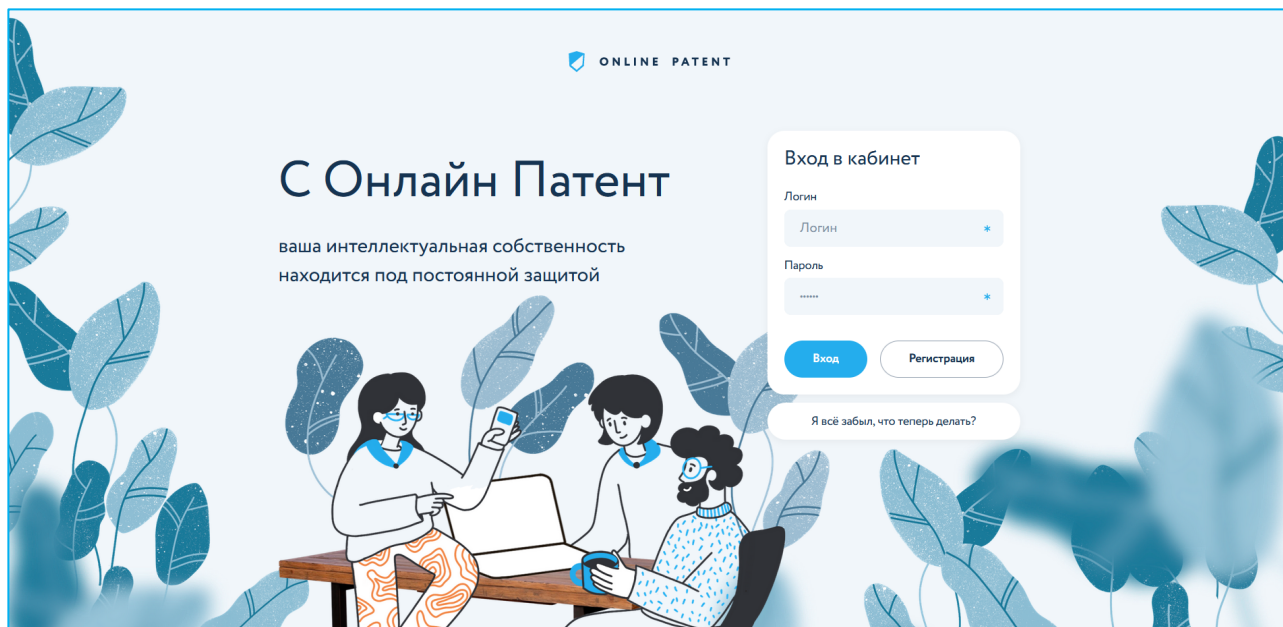 ONLINE PATENT
С Онлайн Патент
ваша интеллектуальная собственность
находится под постоянной защитой
Вход в кабинет
Логин
Логин *
Пароль
•••••• *
Вход
Регистрация
Я всё забыл, что теперь делать?